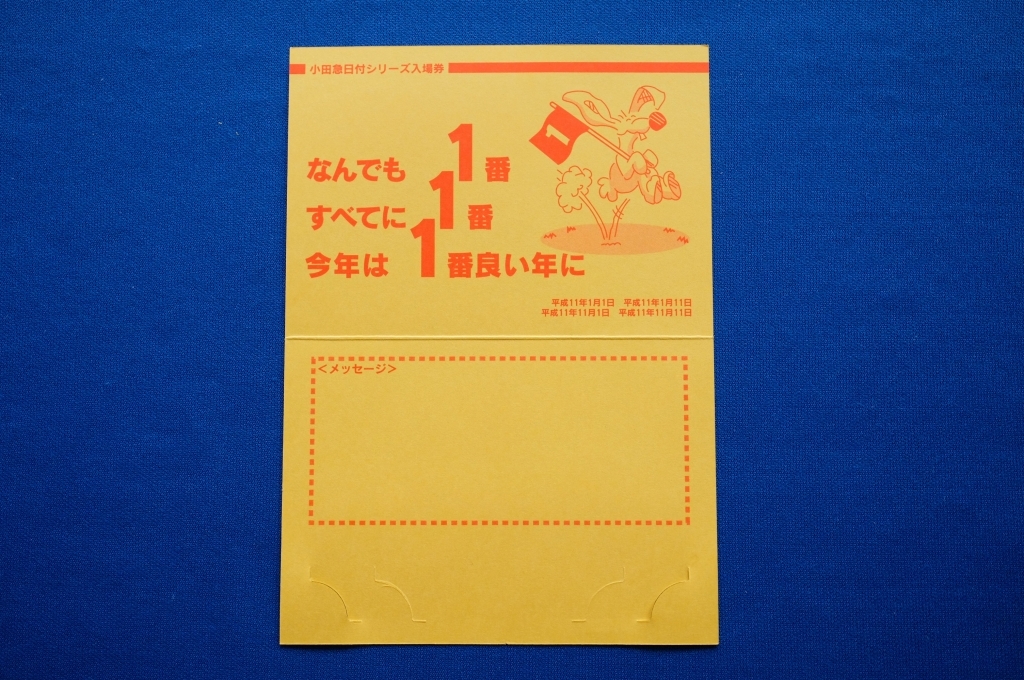 小田急日付シリーズ入場券
1
なんでも 1番
すべてに 1番
今年は 1番良い年に
平成11年1月1日 平成11年1月11日
平成11年11月1日 平成11年11月11日
<メッセージ>